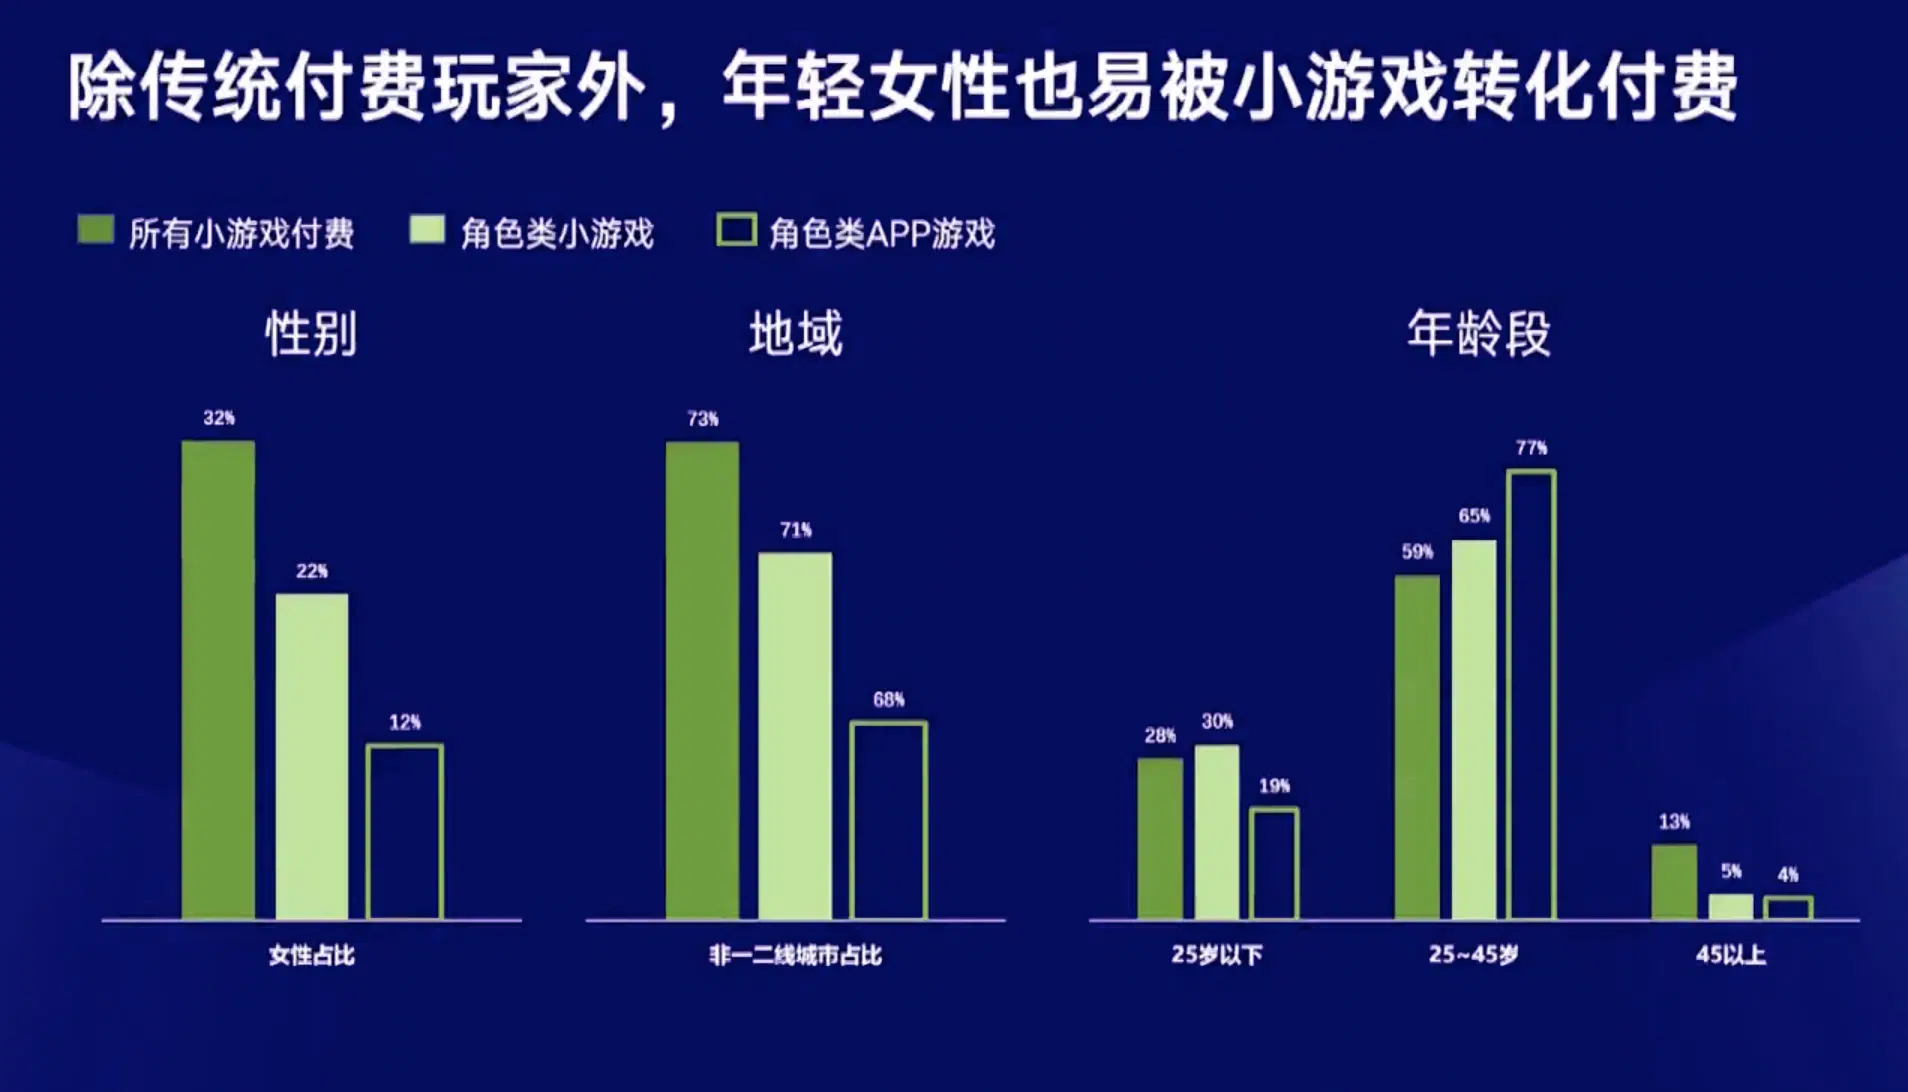 除传统付费玩家外，年轻女性也易被小游戏转化付费
所有小游戏付费 角色类小游戏 角色类APP游戏
性别
32%
22%
12%
女性占比
地域
73%
71%
68%
非一二线城市占比
年龄段
28%
30%
19%
25岁以下
59%
65%
77%
25~45岁
13%
5%
4%
45以上